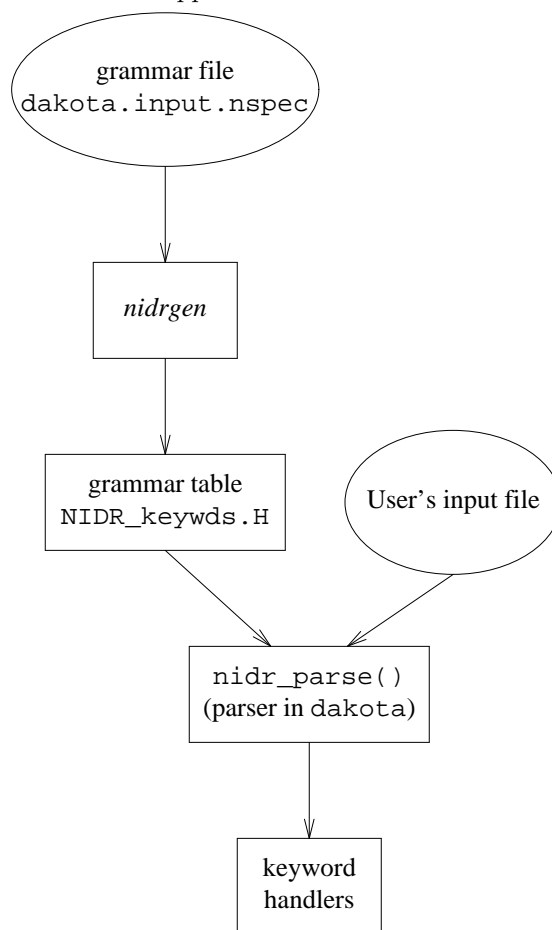 grammar file
dakota.input.nspec
nidrgen
grammar table
NIDR_keywds.H
User's input file
nidr_parse()
(parser in dakota)
keyword
handlers